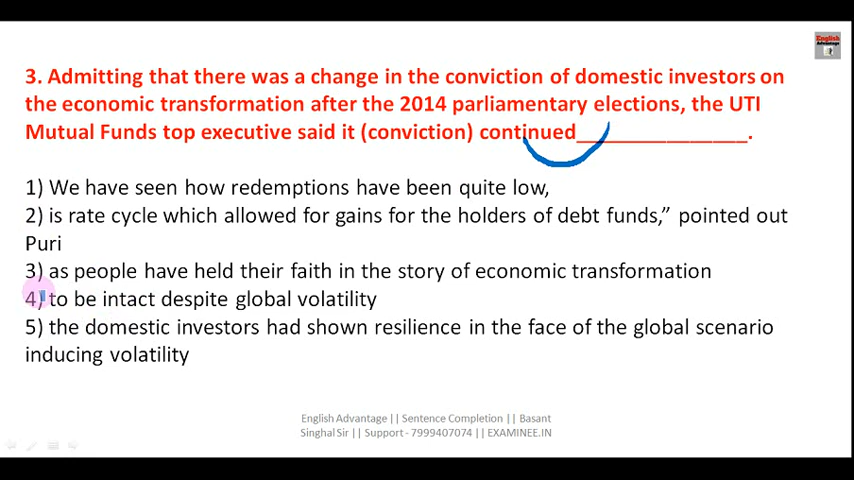 English
Advantage
3. Admitting that there was a change in the conviction of domestic investors on
the economic transformation after the 2014 parliamentary elections, the UTI
Mutual Funds top executive said it (conviction) continued_________________.
1) We have seen how redemptions have been quite low,
2) is rate cycle which allowed for gains for the holders of debt funds,” pointed out
Puri
3) as people have held their faith in the story of economic transformation
4) to be intact despite global volatility
5) the domestic investors had shown resilience in the face of the global scenario
inducing volatility
English Advantage || Sentence Completion || Basant
Singhal Sir || Support - 7999407074 || EXAMINEE.IN